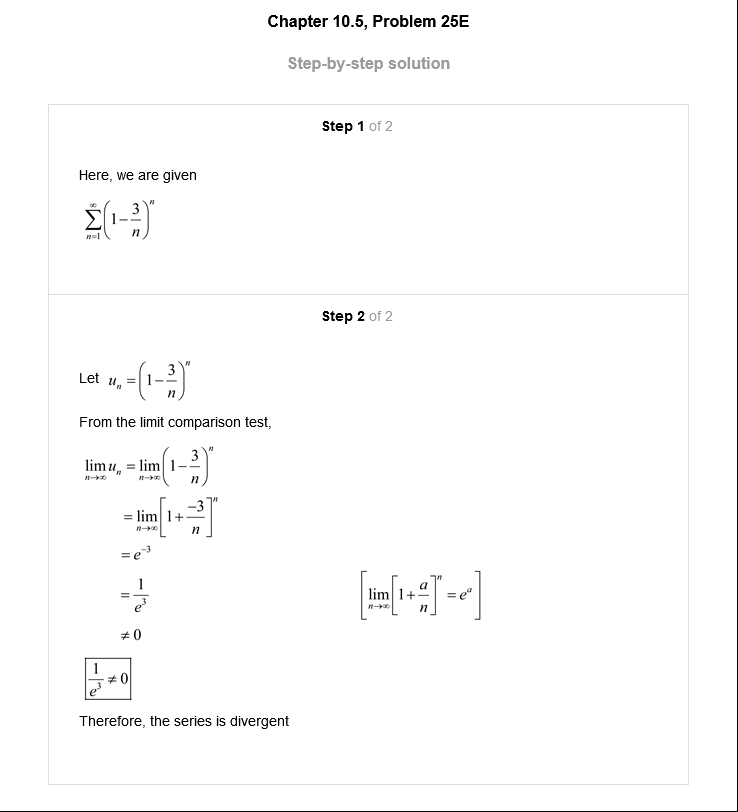 Chapter 10.5, Problem 25E
Step-by-step solution
Step 1 of 2
Here, we are given
$\sum_{n=1}^{\infty}\left(1-\frac{3}{n}\right)^n$
Step 2 of 2
Let $u_n = \left(1-\frac{3}{n}\right)^n$
From the limit comparison test,
$\lim_{n\to\infty} u_n = \lim_{n\to\infty}\left(1-\frac{3}{n}\right)^n$
$= \lim_{n\to\infty}\left[1+\frac{-3}{n}\right]^n$
$= e^{-3}$
$= \frac{1}{e^3}$ $\left[\lim_{n\to\infty}\left[1+\frac{a}{n}\right]^n = e^a\right]$
$\neq 0$
$\frac{1}{e^3} \neq 0$
Therefore, the series is divergent